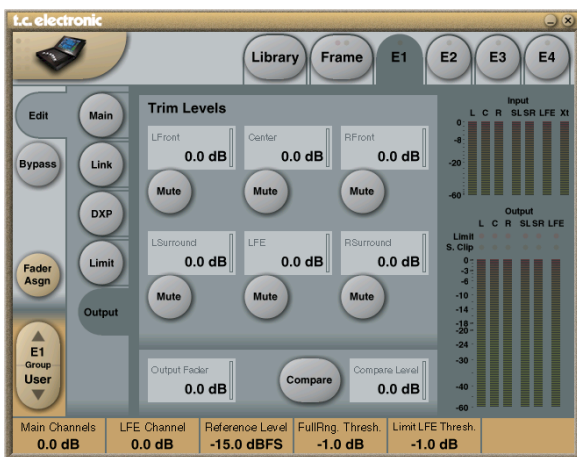 t.c. electronic
Library Frame E1 E2 E3 E4
Edit
Bypass
Fader
Asgn
E1
Group
User
Main
Link
DXP
Limit
Output
Trim Levels
LFront Center RFront
0.0 dB 0.0 dB 0.0 dB
Mute Mute Mute
LSurround LFE RSurround
0.0 dB 0.0 dB 0.0 dB
Mute Mute Mute
Output Fader Compare Compare Level
0.0 dB 0.0 dB
Input
L C R SL SR LFE Xt
0
-8
-20
-60
Output
L C R SL SR LFE
Limit
S. Clip
0
-3
-6
-10
-14
-18
-20
-24
-30
-40
-60
Main Channels LFE Channel Reference Level FullRng. Thresh. Limit LFE Thresh.
0.0 dB 0.0 dB -15.0 dBFS -1.0 dB -1.0 dB